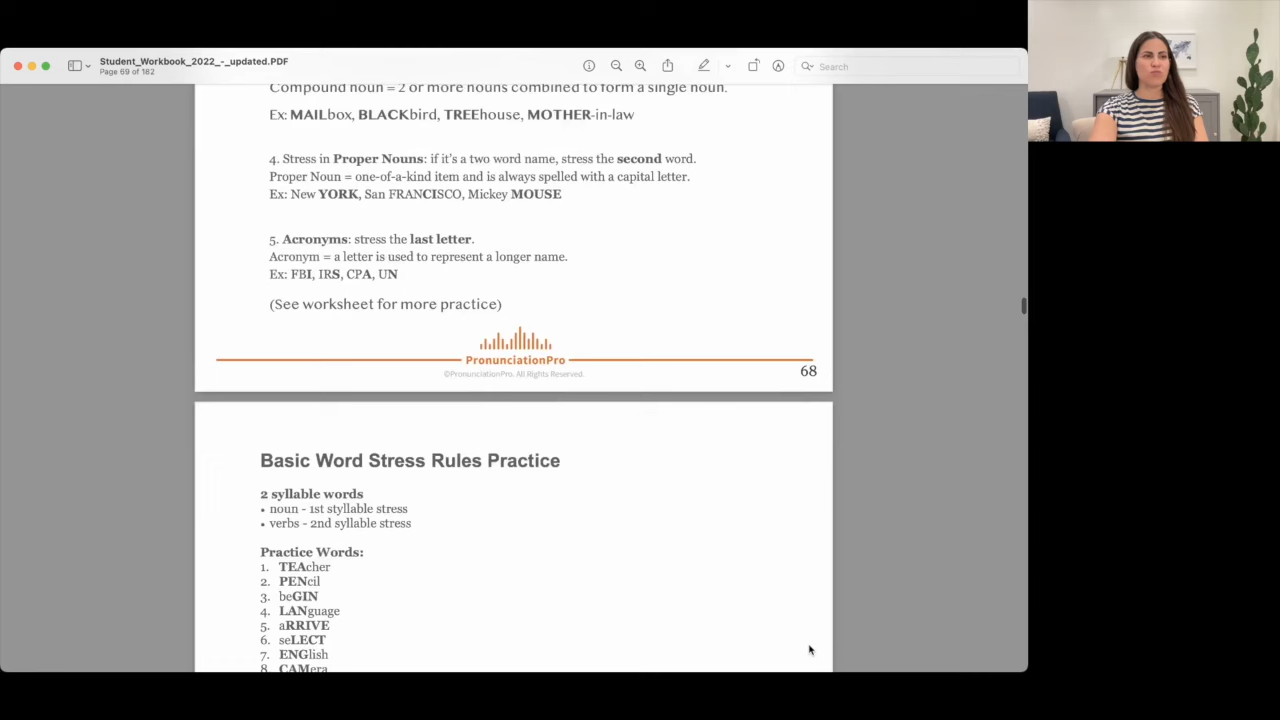 Student_Workbook_2022_-_updated.PDF
Page 69 of 182
Search
Compound noun = 2 or more nouns combined to form a single noun.
Ex: MAILbox, BLACKbird, TREEhouse, MOTHER-in-law
4. Stress in Proper Nouns: if it's a two word name, stress the second word.
Proper Noun = one-of-a-kind item and is always spelled with a capital letter.
Ex: New YORK, San FRANCISCO, Mickey MOUSE
5. Acronyms: stress the last letter.
Acronym = a letter is used to represent a longer name.
Ex: FBI, IRS, CPA, UN
(See worksheet for more practice)
PronunciationPro
©PronunciationPro. All Rights Reserved.
68
Basic Word Stress Rules Practice
2 syllable words
• noun - 1st styllable stress
• verbs - 2nd syllable stress
Practice Words:
1. TEAcher
2. PENcil
3. beGIN
4. LANguage
5. aRRIVE
6. seLECT
7. ENGlish
8. CAMera